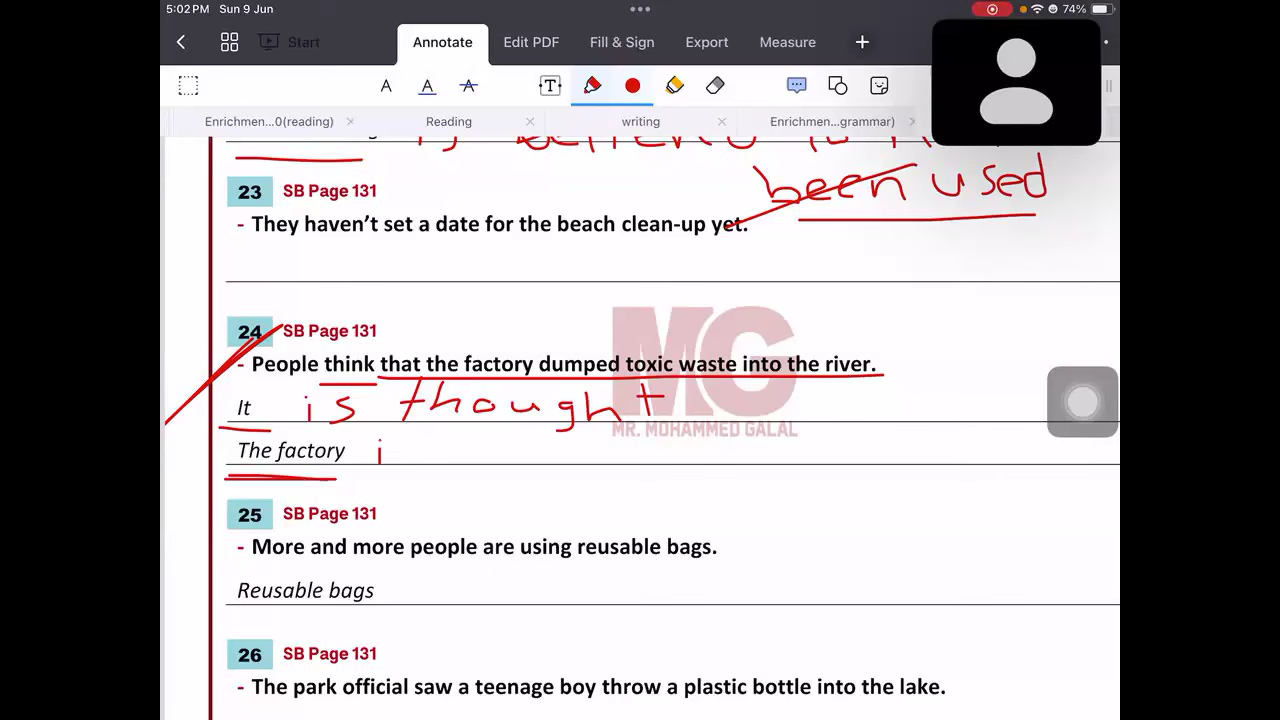 5:02 PM Sun 9 Jun 74%
Start Annotate Edit PDF Fill & Sign Export Measure
Enrichmen...0(reading) Reading writing Enrichmen...grammar)
is believed to
23 SB Page 131
been used
- They haven't set a date for the beach clean-up yet.
24 SB Page 131
- People think that the factory dumped toxic waste into the river.
It is thought
MG
MR. MOHAMMED GALAL
The factory i
25 SB Page 131
- More and more people are using reusable bags.
Reusable bags
26 SB Page 131
- The park official saw a teenage boy throw a plastic bottle into the lake.